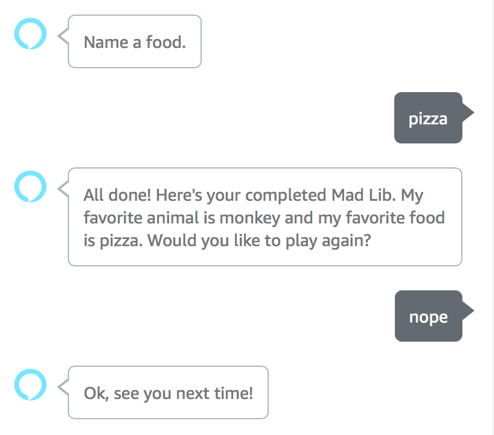 Name a food.
pizza
All done! Here's your completed Mad Lib. My
favorite animal is monkey and my favorite food
is pizza. Would you like to play again?
nope
Ok, see you next time!